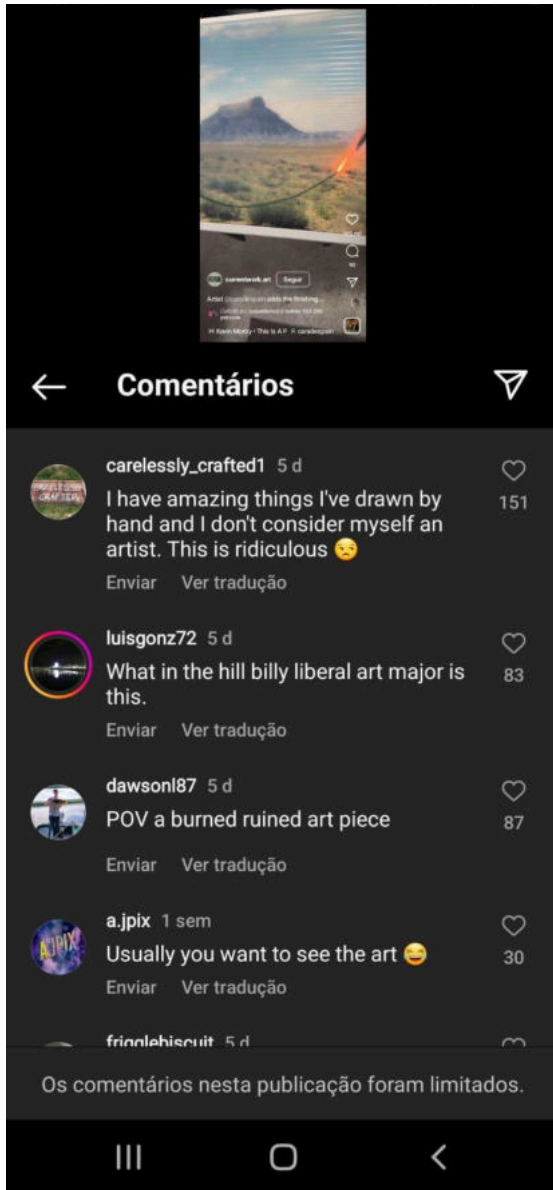 Seguir
Comentários
carelessly_crafted1 5 d
I have amazing things I've drawn by
hand and I don't consider myself an
artist. This is ridiculous 😒
151
Enviar Ver tradução
luisgonz72 5 d
What in the hill billy liberal art major is
this.
83
Enviar Ver tradução
dawsonl87 5 d
POV a burned ruined art piece
87
Enviar Ver tradução
a.jpix 1 sem
Usually you want to see the art 😂
30
Enviar Ver tradução
frigglebiscuit 5 d
Os comentários nesta publicação foram limitados.